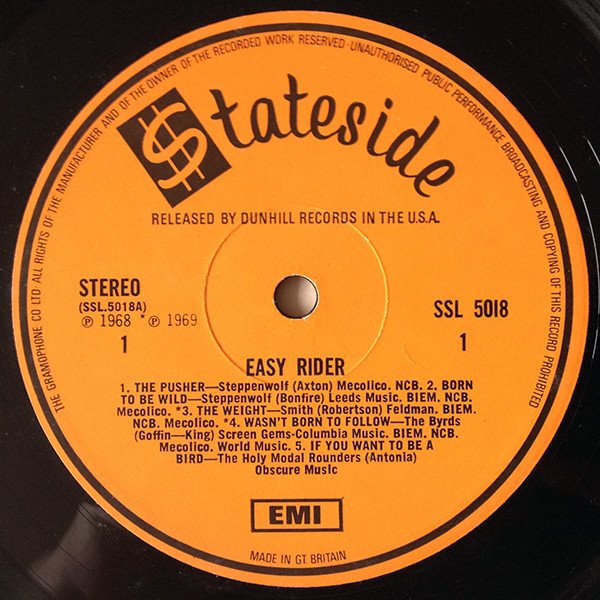 THE GRAMOPHONE CO LTD ALL RIGHTS OF THE MANUFACTURER AND OF THE OWNER OF THE RECORDED WORK RESERVED · UNAUTHORISED PUBLIC PERFORMANCE BROADCASTING AND COPYING OF THIS RECORD PROHIBITED
$tateside
RELEASED BY DUNHILL RECORDS IN THE U.S.A.
STEREO
(SSL.5018A)
℗ 1968 * ℗ 1969
1
SSL 5018
1
EASY RIDER
1. THE PUSHER—Steppenwolf (Axton) Mecolico. NCB. 2. BORN
TO BE WILD—Steppenwolf (Bonfire) Leeds Music. BIEM. NCB.
Mecolico. *3. THE WEIGHT—Smith (Robertson) Feldman. BIEM.
NCB. Mecolico. *4. WASN'T BORN TO FOLLOW—The Byrds
(Goffin—King) Screen Gems-Columbia Music. BIEM. NCB.
Mecolico. World Music. 5. IF YOU WANT TO BE A
BIRD—The Holy Modal Rounders (Antonia)
Obscure Music
EMI
MADE IN GT. BRITAIN